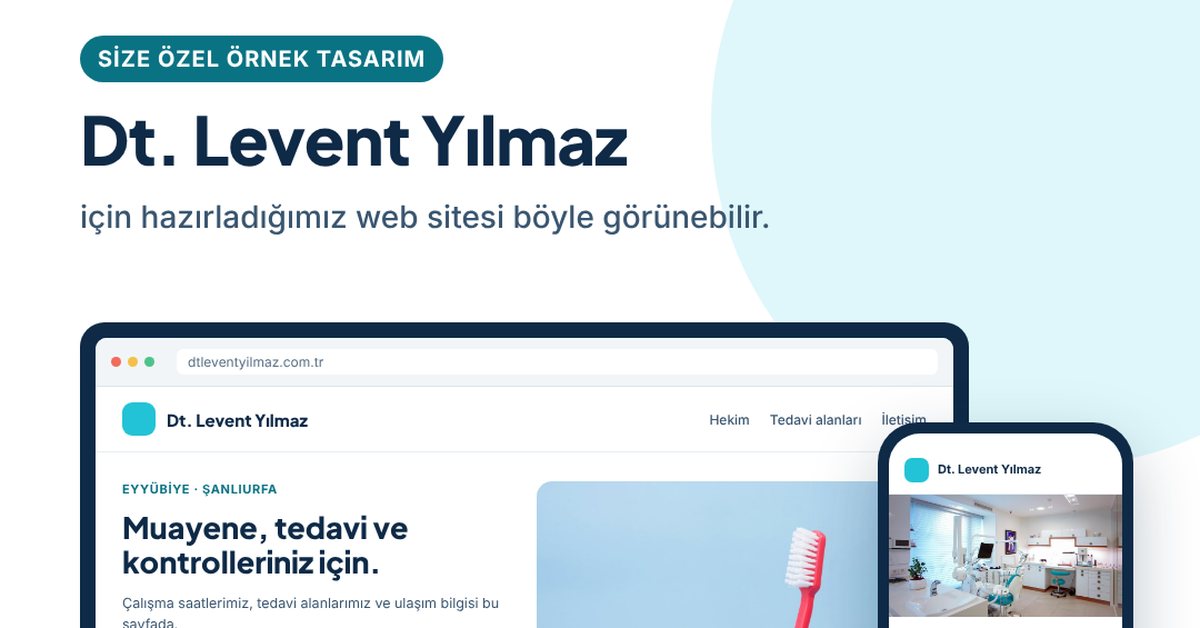 SİZE ÖZEL ÖRNEK TASARIM
Dt. Levent Yılmaz
için hazırladığımız web sitesi böyle görünebilir.
dtleventyilmaz.com.tr
Dt. Levent Yılmaz
Hekim Tedavi alanları İletişim
Dt. Levent Yılmaz
EYYÜBİYE · ŞANLIURFA
Muayene, tedavi ve
kontrolleriniz için.
Çalışma saatlerimiz, tedavi alanlarımız ve ulaşım bilgisi bu
sayfada.